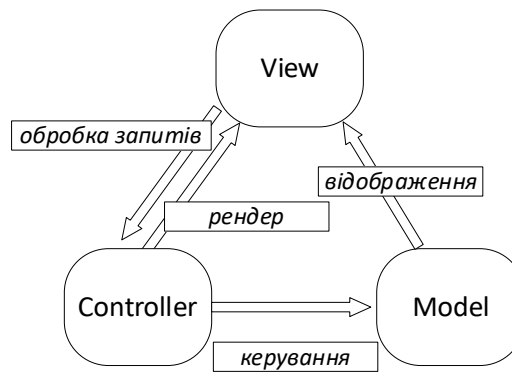 View
обробка запитів
відображення
рендер
Controller
Model
керування